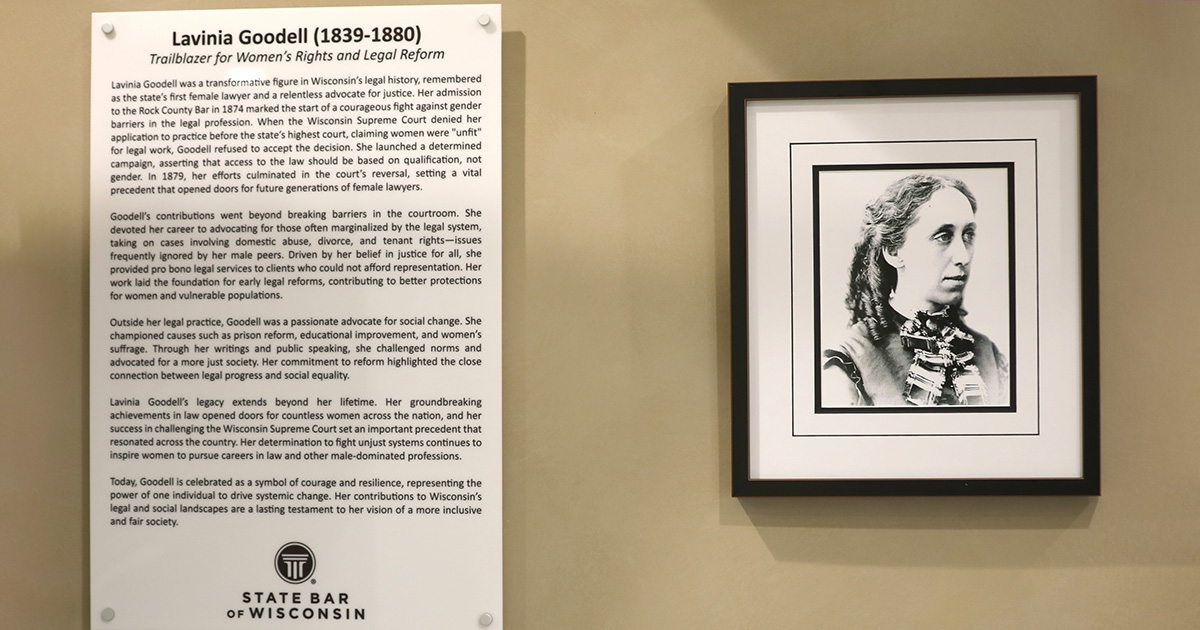 Lavinia Goodell (1839-1880)
Trailblazer for Women's Rights and Legal Reform
Lavinia Goodell was a transformative figure in Wisconsin's legal history, remembered
as the state's first female lawyer and a relentless advocate for justice. Her admission
to the Rock County Bar in 1874 marked the start of a courageous fight against gender
barriers in the legal profession. When the Wisconsin Supreme Court denied her
application to practice before the state's highest court, claiming women were "unfit"
for legal work, Goodell refused to accept the decision. She launched a determined
campaign, asserting that access to the law should be based on qualification, not
gender. In 1879, her efforts culminated in the court's reversal, setting a vital
precedent that opened doors for future generations of female lawyers.
Goodell's contributions went beyond breaking barriers in the courtroom. She
devoted her career to advocating for those often marginalized by the legal system,
taking on cases involving domestic abuse, divorce, and tenant rights—issues
frequently ignored by her male peers. Driven by her belief in justice for all, she
provided pro bono legal services to clients who could not afford representation. Her
work laid the foundation for early legal reforms, contributing to better protections
for women and vulnerable populations.
Outside her legal practice, Goodell was a passionate advocate for social change. She
championed causes such as prison reform, educational improvement, and women's
suffrage. Through her writings and public speaking, she challenged norms and
advocated for a more just society. Her commitment to reform highlighted the close
connection between legal progress and social equality.
Lavinia Goodell's legacy extends beyond her lifetime. Her groundbreaking
achievements in law opened doors for countless women across the nation, and her
success in challenging the Wisconsin Supreme Court set an important precedent that
resonated across the country. Her determination to fight unjust systems continues to
inspire women to pursue careers in law and other male-dominated professions.
Today, Goodell is celebrated as a symbol of courage and resilience, representing the
power of one individual to drive systemic change. Her contributions to Wisconsin's
legal and social landscapes are a lasting testament to her vision of a more inclusive
and fair society.
®
STATE BAR
OF WISCONSIN